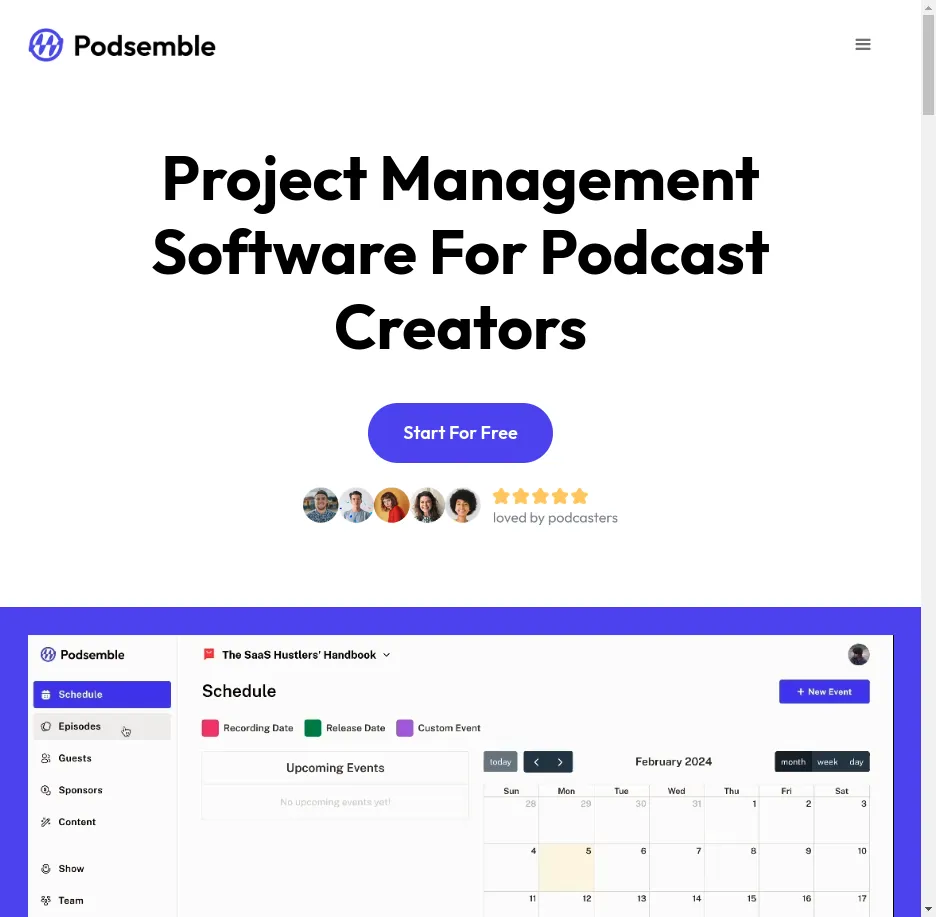 Podsemble
Project Management
Software For Podcast
Creators
Start For Free
loved by podcasters
Podsemble
The SaaS Hustlers' Handbook
Schedule
Schedule
+ New Event
Episodes
Recording Date Release Date Custom Event
Guests
Upcoming Events
today < > February 2024 month week day
Sponsors
No upcoming events yet!
Sun Mon Tue Wed Thu Fri Sat
28 29 30 31 1 2 3
Content
4 5 6 7 8 9 10
Show
Team
11 12 13 14 15 16 17